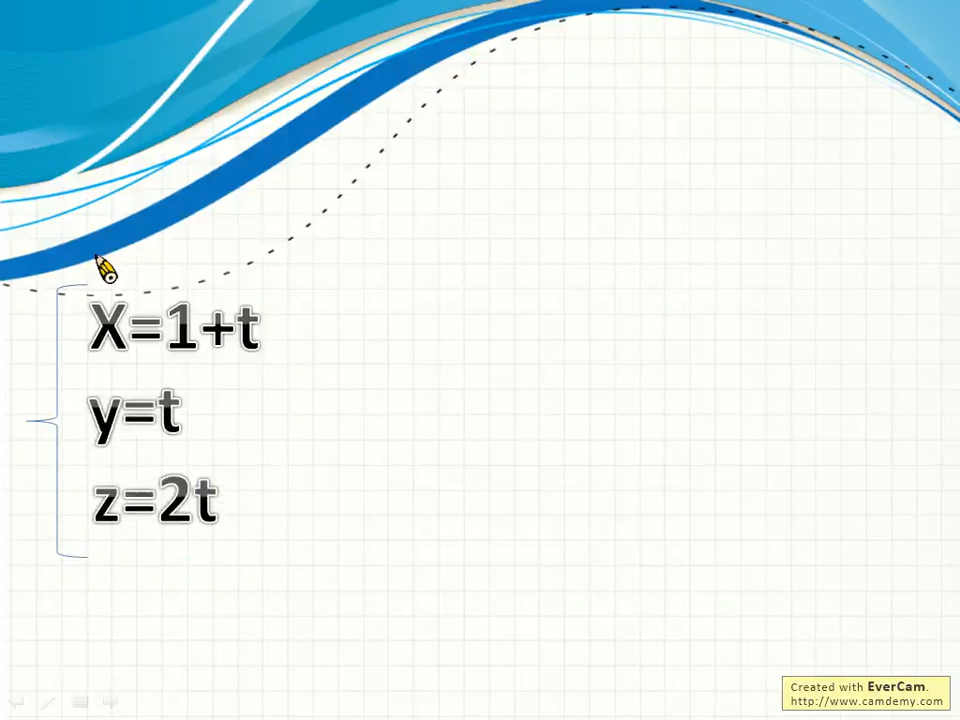 X=1+t
y=t
z=2t
Created with EverCam.
http://www.camdemy.com